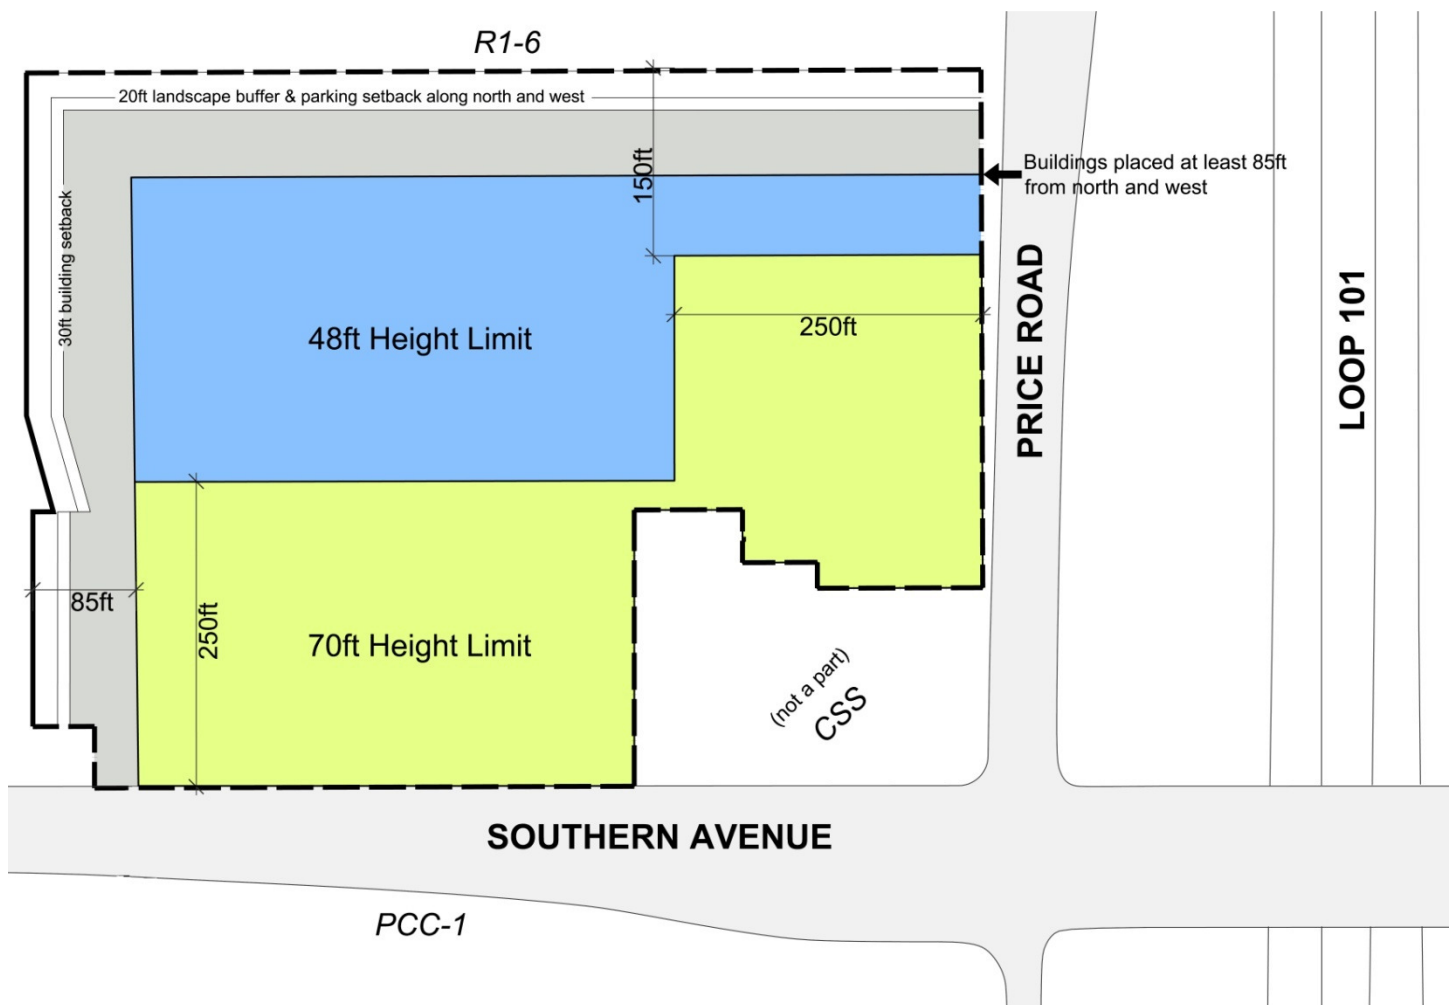 R1-6
20ft landscape buffer & parking setback along north and west
150ft
Buildings placed at least 85ft
from north and west
30ft building setback
48ft Height Limit
250ft
PRICE ROAD
LOOP 101
85ft
250ft
70ft Height Limit
(not a part)
CSS
SOUTHERN AVENUE
PCC-1